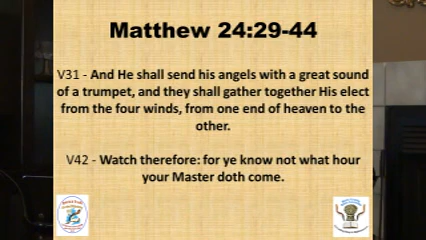 Matthew 24:29-44
V31 - And He shall send his angels with a great sound
of a trumpet, and they shall gather together His elect
from the four winds, from one end of heaven to the
other.
V42 - Watch therefore: for ye know not what hour
your Master doth come.